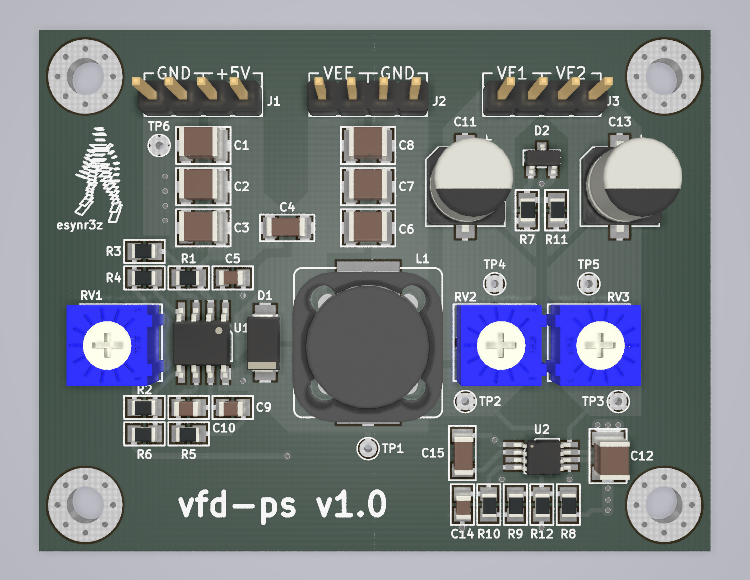 GND +5V
J1
VEE GND
J2
VF1 VF2
J3
TP6
C1
C2
C3
C8
C7
C6
C4
C11
D2
C13
R7 R11
esynr3z
R3
R4
R1
C5
L1
TP4
TP5
RV1
U1
D1
RV2
RV3
R2
C9
C10
R6
R5
TP1
TP2
TP3
C15
U2
C12
vfd-ps v1.0
C14 R10 R9 R12 R8